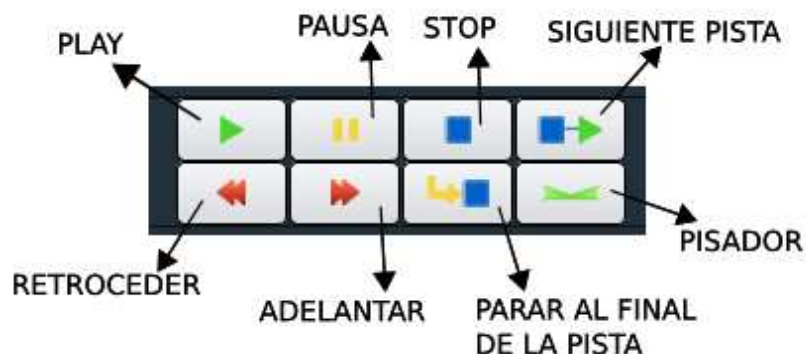 PLAY
PAUSA
STOP
SIGUIENTE PISTA
RETROCEDER
ADELANTAR
PARAR AL FINAL
DE LA PISTA
PISADOR